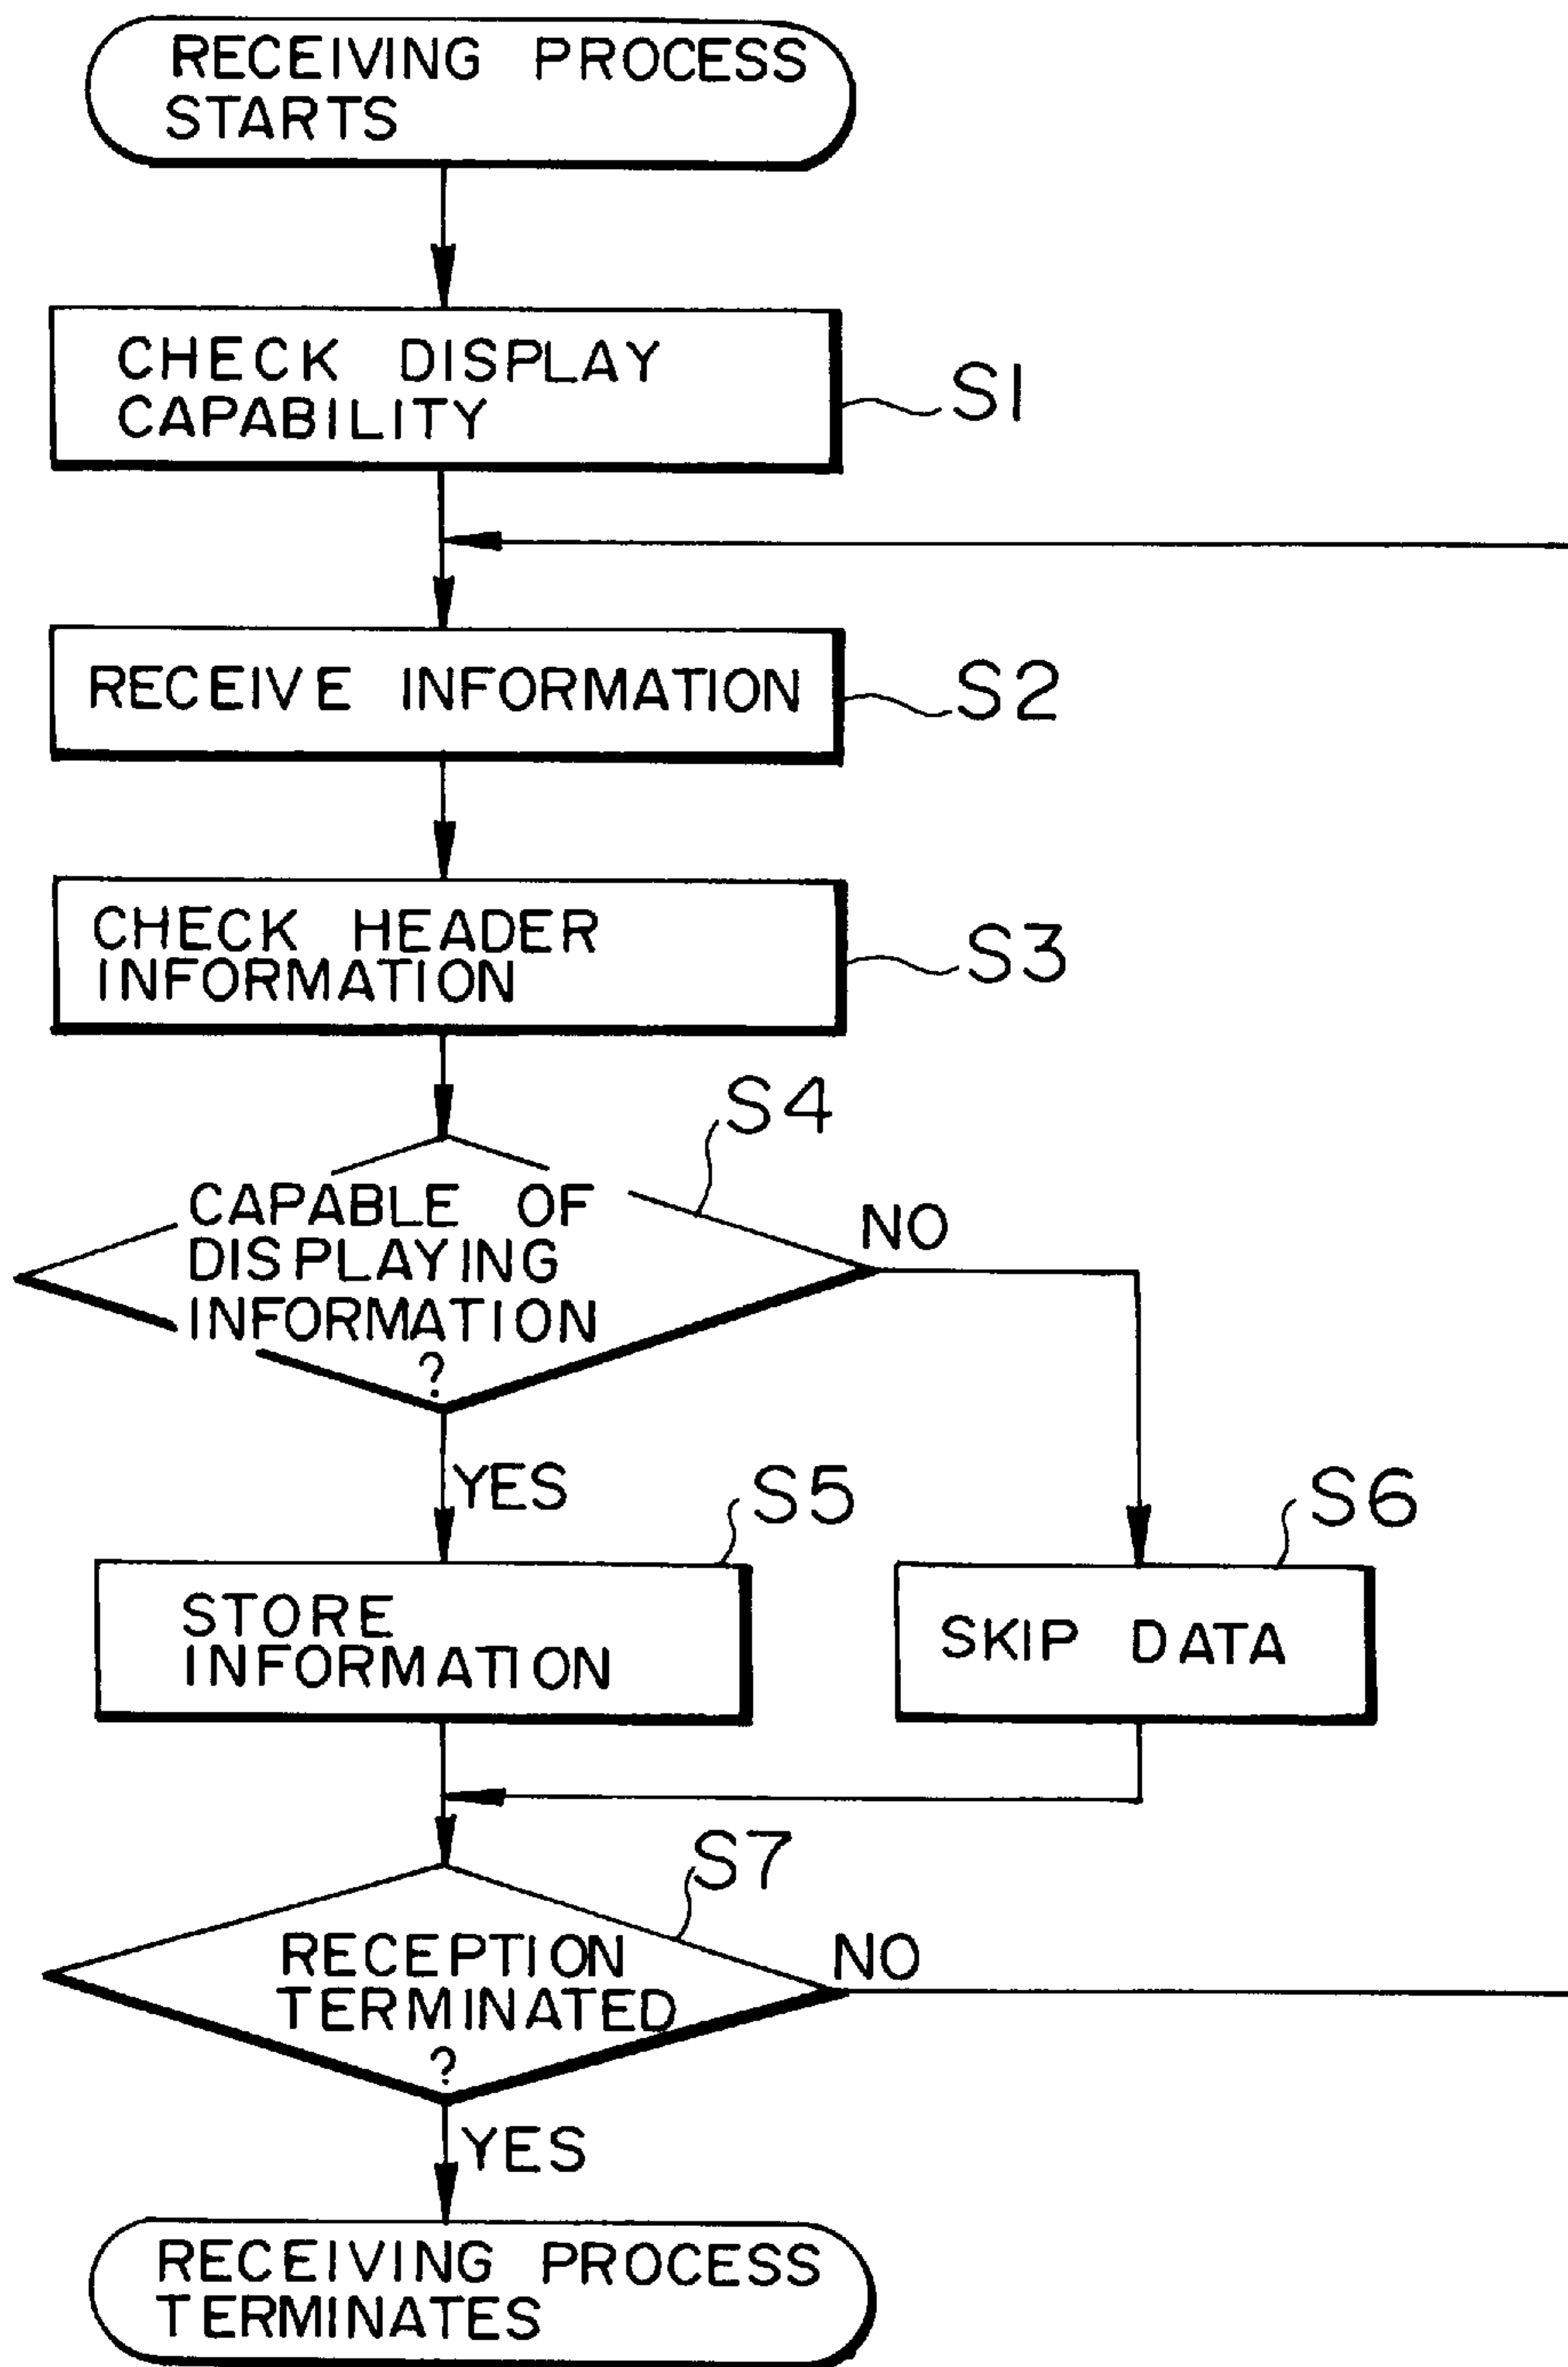 RECEIVING PROCESS
STARTS
CHECK DISPLAY
CAPABILITY
S1
RECEIVE INFORMATION
S2
CHECK HEADER
INFORMATION
S3
S4
CAPABLE OF
DISPLAYING
INFORMATION
?
NO
YES
S5
S6
STORE
INFORMATION
SKIP DATA
S7
RECEPTION
TERMINATED
?
NO
YES
RECEIVING PROCESS
TERMINATES